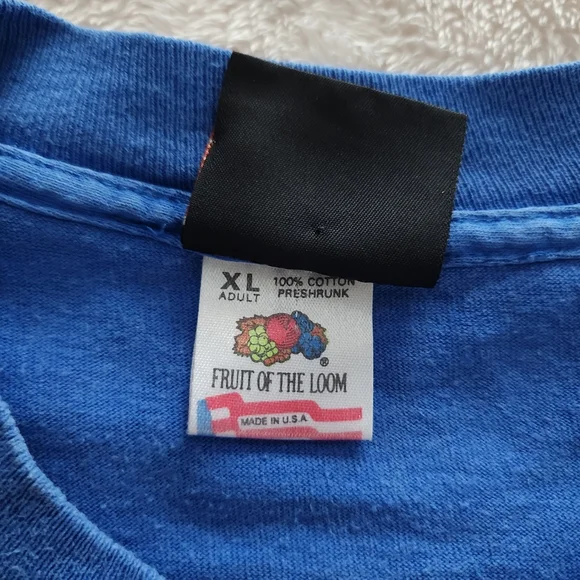 XL 100% COTTON
ADULT PRESHRUNK
®
FRUIT OF THE LOOM
MADE IN U.S.A.